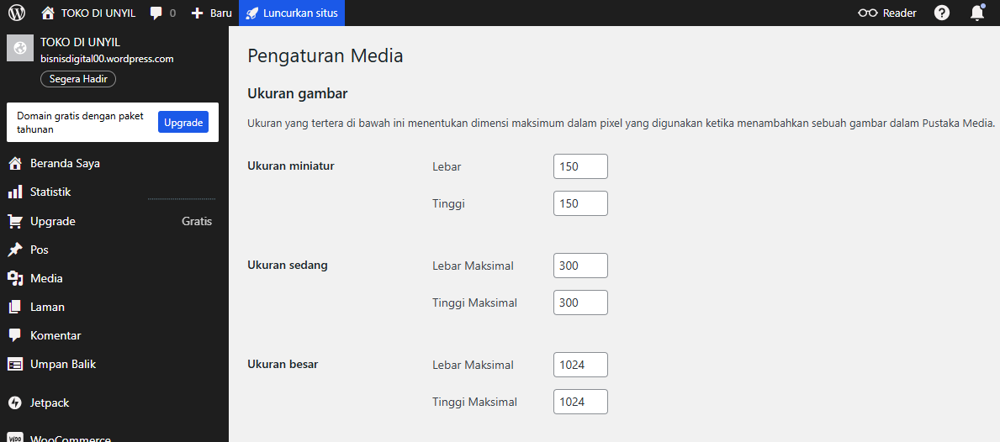 TOKO DI UNYIL 0 Baru Luncurkan situs Reader
TOKO DI UNYIL
bisnisdigital00.wordpress.com
Segera Hadir
Domain gratis dengan paket
tahunan
Upgrade
Beranda Saya
Statistik
Upgrade Gratis
Pos
Media
Laman
Komentar
Umpan Balik
Jetpack
WooCommerce
Pengaturan Media
Ukuran gambar
Ukuran yang tertera di bawah ini menentukan dimensi maksimum dalam pixel yang digunakan ketika menambahkan sebuah gambar dalam Pustaka Media.
Ukuran miniatur Lebar 150
Tinggi 150
Ukuran sedang Lebar Maksimal 300
Tinggi Maksimal 300
Ukuran besar Lebar Maksimal 1024
Tinggi Maksimal 1024